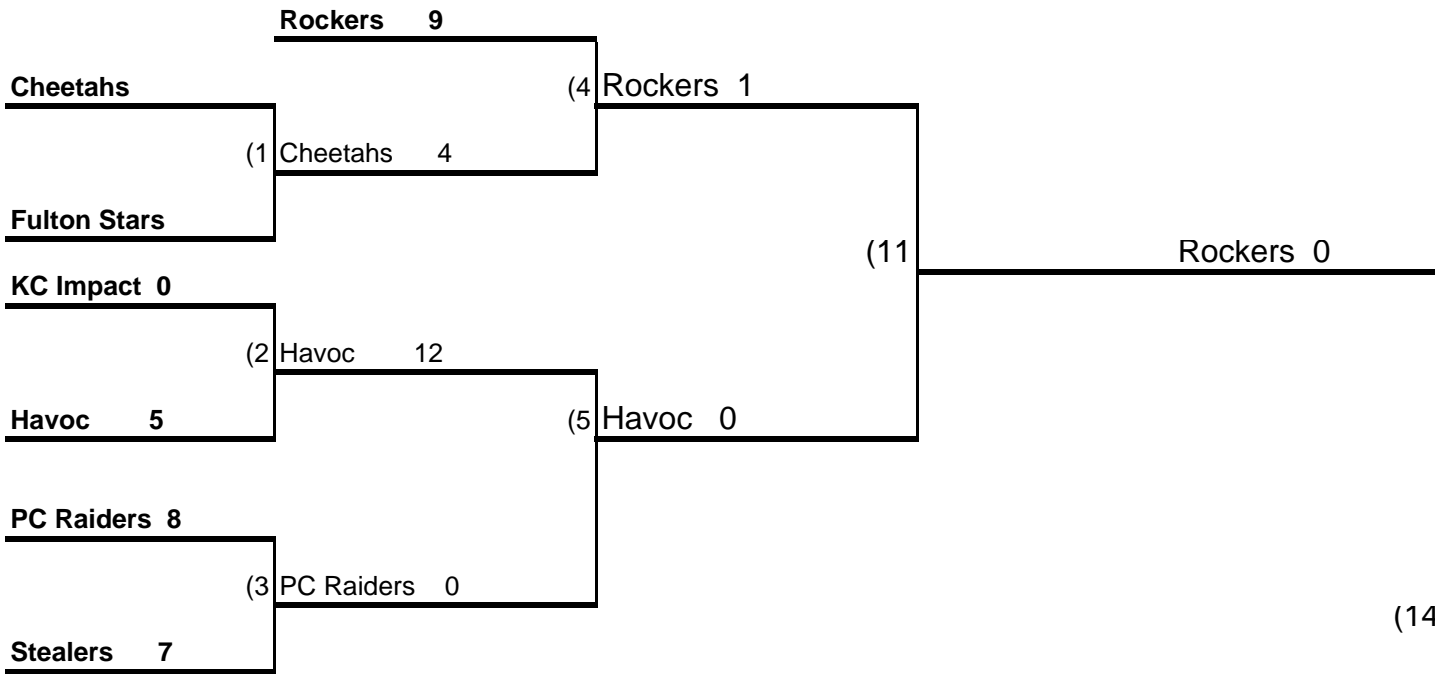 Rockers 9
Cheetahs
(4 Rockers 1
(1 Cheetahs 4
Fulton Stars
(11 Rockers 0
KC Impact 0
(2 Havoc 12
Havoc 5
(5 Havoc 0
PC Raiders 8
(3 PC Raiders 0
(14
Stealers 7